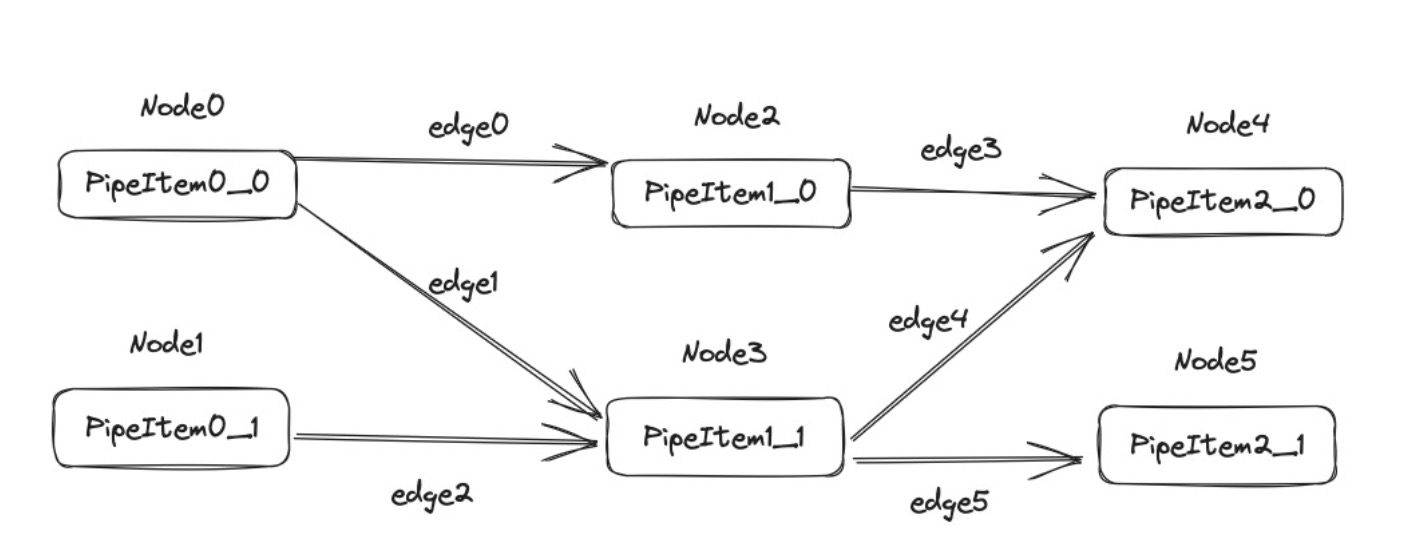 Node0
edge0
Node2
edge3
Node4
PipeItem0_0
PipeItem1_0
PipeItem2_0
edge1
edge4
Node1
Node3
Node5
PipeItem0_1
PipeItem1_1
PipeItem2_1
edge2
edge5